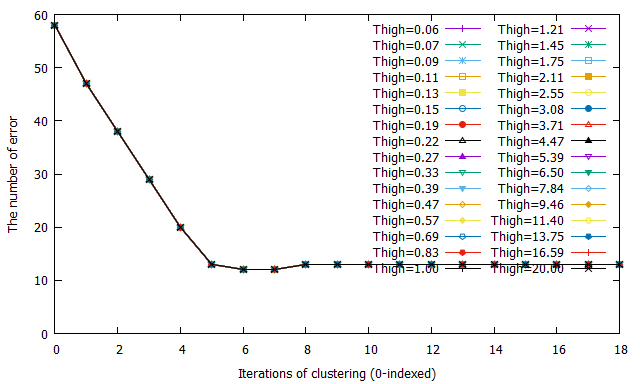 60
50
40
30
20
10
0
The number of error
0 2 4 6 8 10 12 14 16 18
Iterations of clustering (0-indexed)
Thigh=0.06
Thigh=0.07
Thigh=0.09
Thigh=0.11
Thigh=0.13
Thigh=0.15
Thigh=0.19
Thigh=0.22
Thigh=0.27
Thigh=0.33
Thigh=0.39
Thigh=0.47
Thigh=0.57
Thigh=0.69
Thigh=0.83
Thigh=1.00
Thigh=1.21
Thigh=1.45
Thigh=1.75
Thigh=2.11
Thigh=2.55
Thigh=3.08
Thigh=3.71
Thigh=4.47
Thigh=5.39
Thigh=6.50
Thigh=7.84
Thigh=9.46
Thigh=11.40
Thigh=13.75
Thigh=16.59
Thigh=20.00